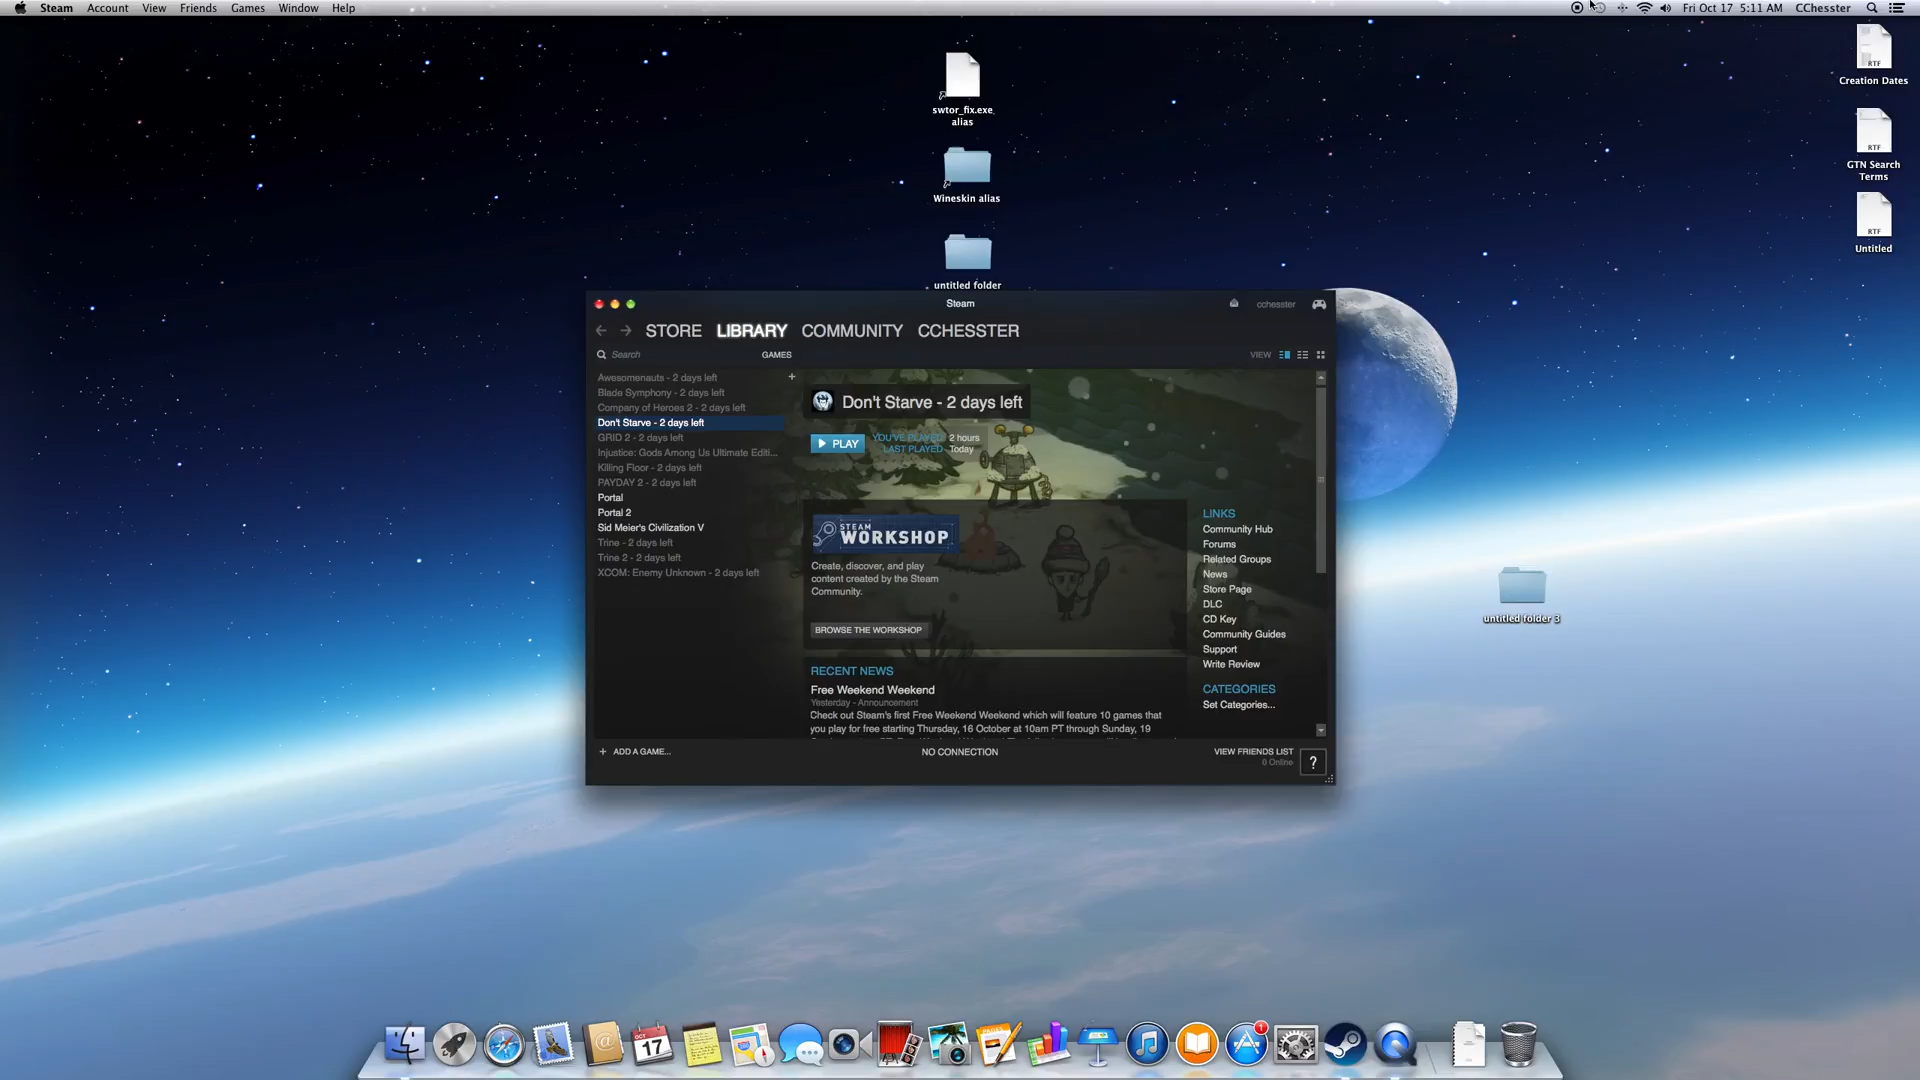 Steam Account View Friends Games Window Help
Fri Oct 17 5:11 AM CChesster
RTF
Creation Dates
swtor_fix.exe
alias
RTF
GTN Search
Terms
Wineskin alias
RTF
Untitled
untitled folder
Steam
cchesster
STORE LIBRARY COMMUNITY CCHESSTER
Search
GAMES
VIEW
Awesomenauts - 2 days left
+
Blade Symphony - 2 days left
Company of Heroes 2 - 2 days left
Don't Starve - 2 days left
GRID 2 - 2 days left
Injustice: Gods Among Us Ultimate Editi...
Killing Floor - 2 days left
PAYDAY 2 - 2 days left
Portal
Portal 2
Sid Meier's Civilization V
Trine - 2 days left
Trine 2 - 2 days left
XCOM: Enemy Unknown - 2 days left
Don't Starve - 2 days left
PLAY
YOU'VE PLAYED 2 hours
LAST PLAYED Today
STEAM
WORKSHOP
Create, discover, and play
content created by the Steam
Community.
BROWSE THE WORKSHOP
RECENT NEWS
Free Weekend Weekend
Yesterday - Announcement
Check out Steam's first Free Weekend Weekend which will feature 10 games that
you play for free starting Thursday, 16 October at 10am PT through Sunday, 19
LINKS
Community Hub
Forums
Related Groups
News
Store Page
DLC
CD Key
Community Guides
Support
Write Review
CATEGORIES
Set Categories...
+ ADD A GAME...
NO CONNECTION
VIEW FRIENDS LIST
0 Online
?
untitled folder 3
OCT
17
PAGES
1